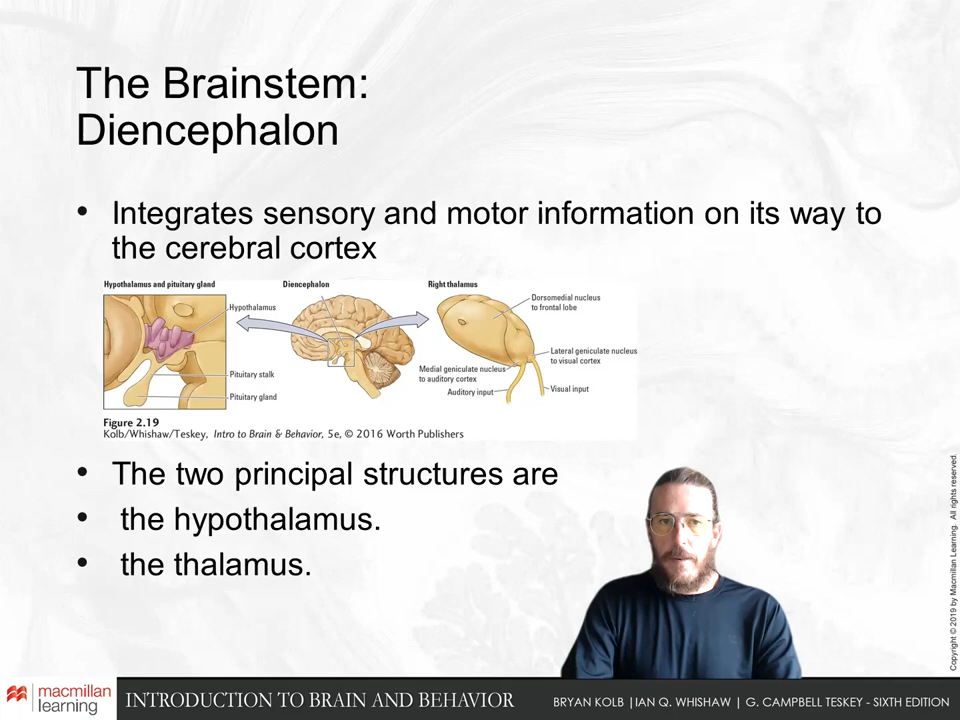 The Brainstem:
Diencephalon
• Integrates sensory and motor information on its way to
the cerebral cortex
Hypothalamus and pituitary gland
Diencephalon
Right thalamus
Hypothalamus
Pituitary stalk
Pituitary gland
Dorsomedial nucleus
to frontal lobe
Lateral geniculate nucleus
to visual cortex
Medial geniculate nucleus
to auditory cortex
Auditory input
Visual input
Figure 2.19
Kolb/Whishaw/Teskey, Intro to Brain & Behavior, 5e, © 2016 Worth Publishers
• The two principal structures are
• the hypothalamus.
• the thalamus.
Copyright © 2019 by Macmillan Learning. All rights reserved.
macmillan
learning
INTRODUCTION TO BRAIN AND BEHAVIOR
BRYAN KOLB |IAN Q. WHISHAW | G. CAMPBELL TESKEY - SIXTH EDITION